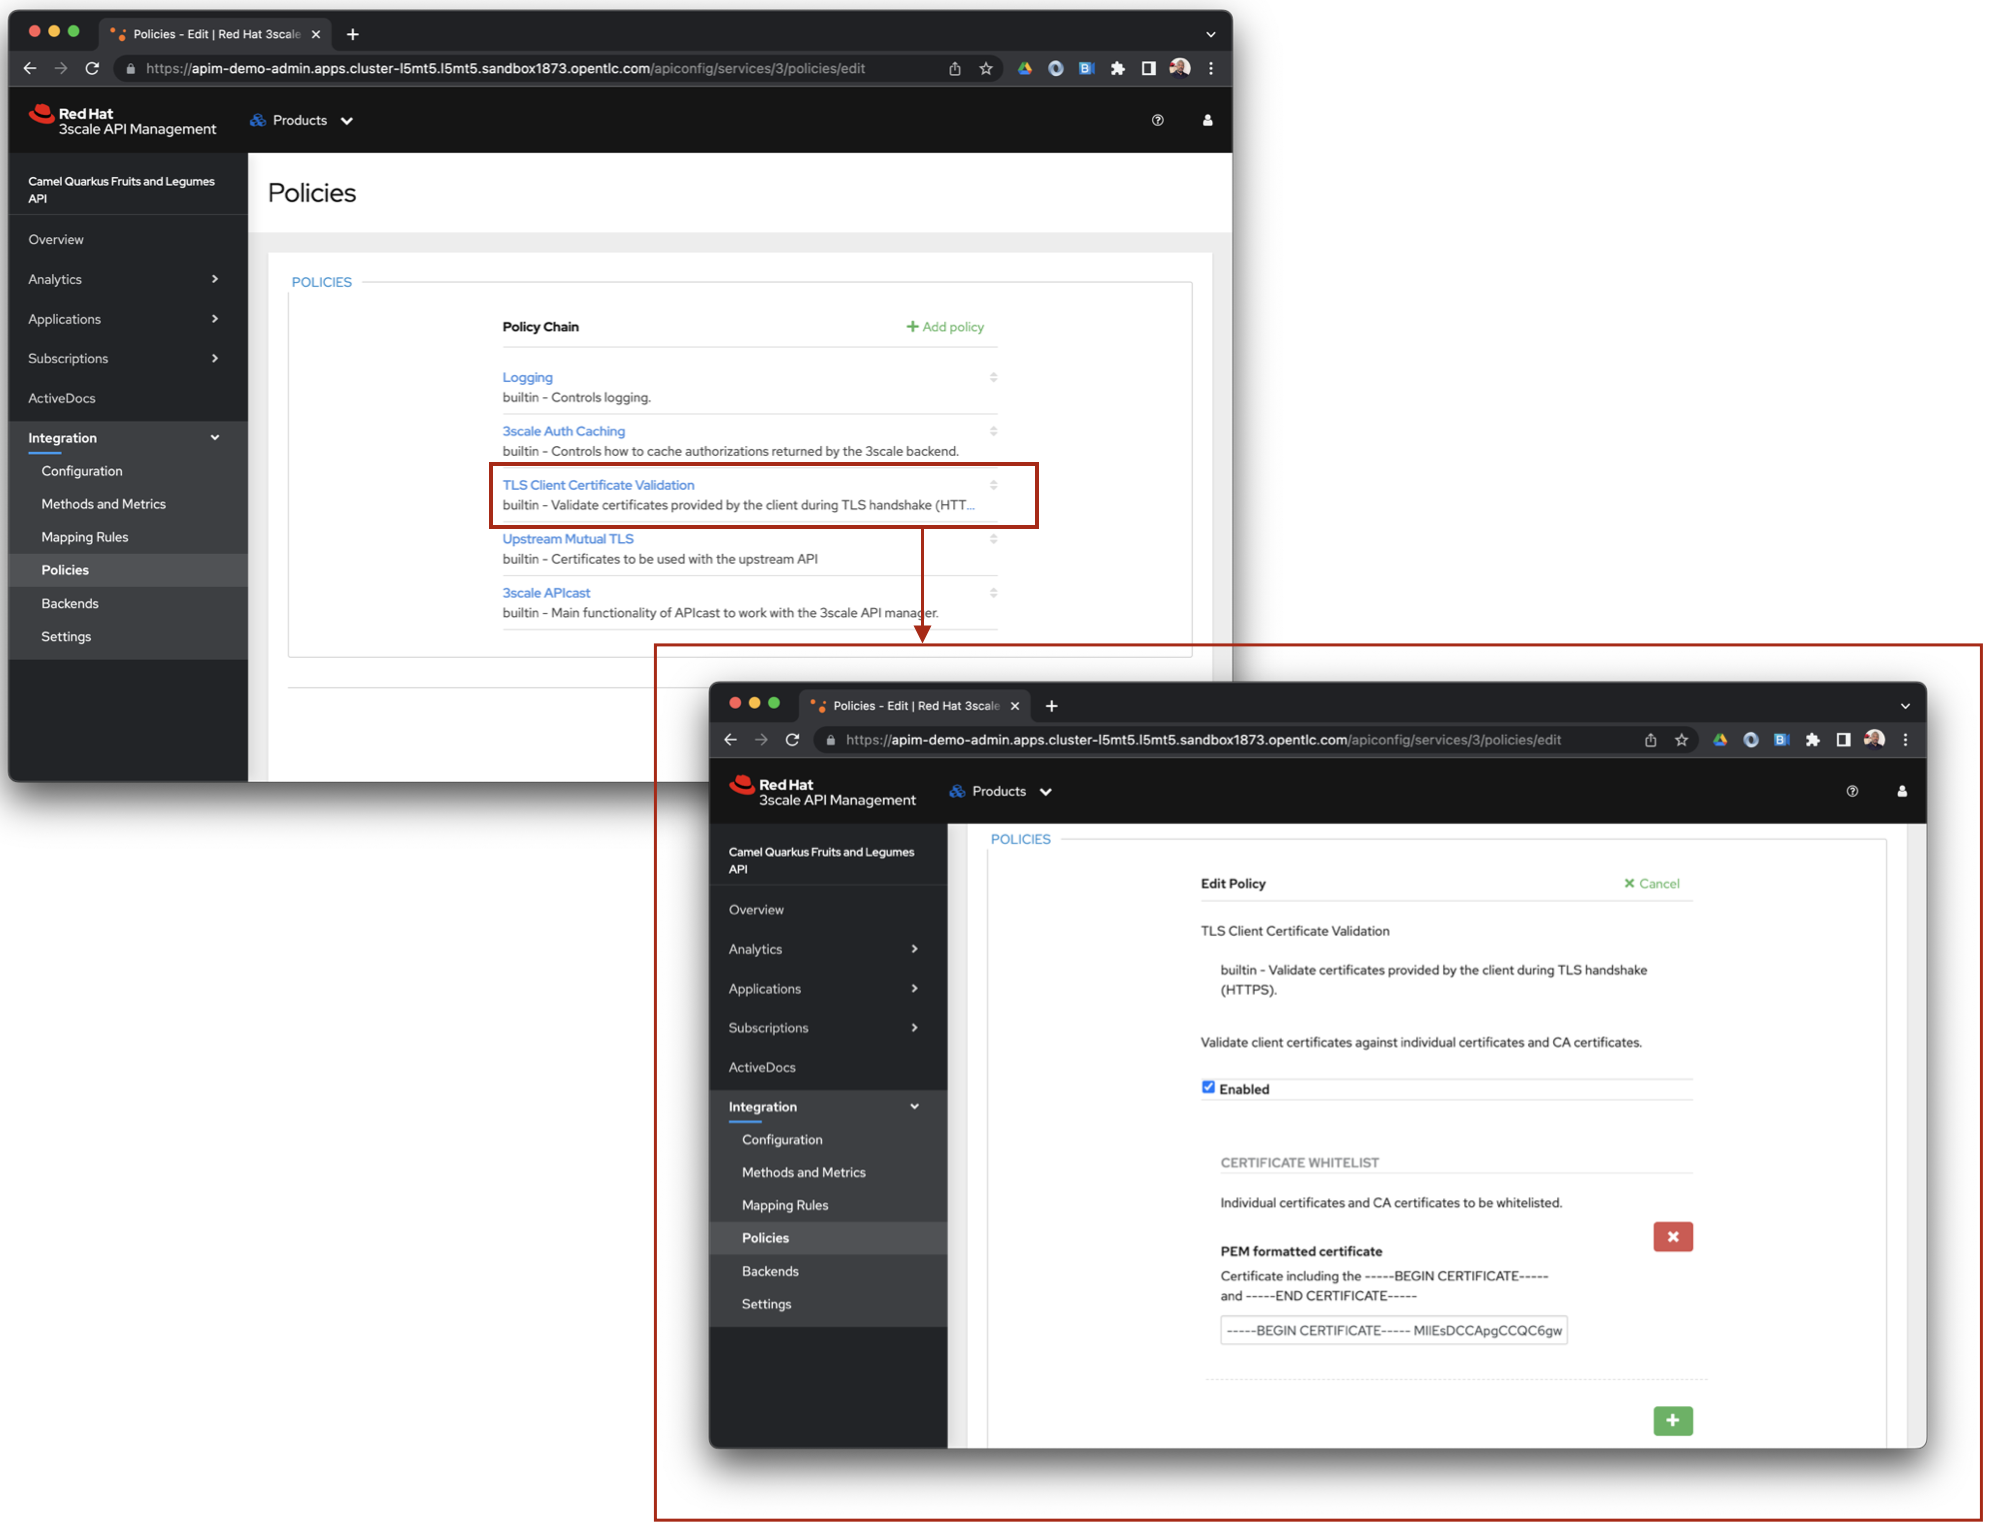 Policies - Edit | Red Hat 3scale
https://apim-demo-admin.apps.cluster-l5mt5.l5mt5.sandbox1873.opentlc.com/apiconfig/services/3/policies/edit
Red Hat
3scale API Management
Products
Camel Quarkus Fruits and Legumes
API
Overview
Analytics
Applications
Subscriptions
ActiveDocs
Integration
Configuration
Methods and Metrics
Mapping Rules
Policies
Backends
Settings
Policies
POLICIES
Policy Chain
Add policy
Logging
builtin - Controls logging.
3scale Auth Caching
builtin - Controls how to cache authorizations returned by the 3scale backend.
TLS Client Certificate Validation
builtin - Validate certificates provided by the client during TLS handshake (HTT...
Upstream Mutual TLS
builtin - Certificates to be used with the upstream API
3scale APIcast
builtin - Main functionality of APIcast to work with the 3scale API manager.
Policies - Edit | Red Hat 3scale
https://apim-demo-admin.apps.cluster-l5mt5.l5mt5.sandbox1873.opentlc.com/apiconfig/services/3/policies/edit
Red Hat
3scale API Management
Products
Camel Quarkus Fruits and Legumes
API
Overview
Analytics
Applications
Subscriptions
ActiveDocs
Integration
Configuration
Methods and Metrics
Mapping Rules
Policies
Backends
Settings
POLICIES
Edit Policy
Cancel
TLS Client Certificate Validation
builtin - Validate certificates provided by the client during TLS handshake
(HTTPS).
Validate client certificates against individual certificates and CA certificates.
Enabled
CERTIFICATE WHITELIST
Individual certificates and CA certificates to be whitelisted.
PEM formatted certificate
Certificate including the -----BEGIN CERTIFICATE-----
and -----END CERTIFICATE-----
-----BEGIN CERTIFICATE----- MIIEsDCCApgCCQC6gw